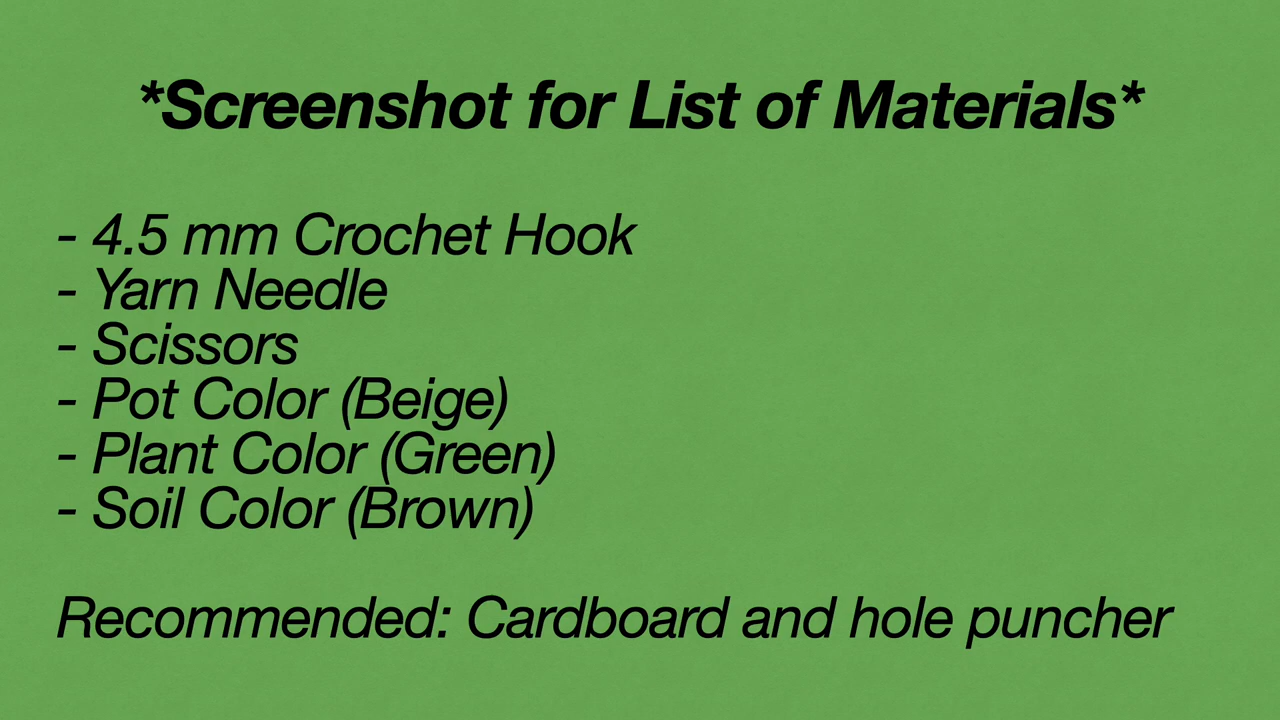 *Screenshot for List of Materials*
- 4.5 mm Crochet Hook
- Yarn Needle
- Scissors
- Pot Color (Beige)
- Plant Color (Green)
- Soil Color (Brown)
Recommended: Cardboard and hole puncher